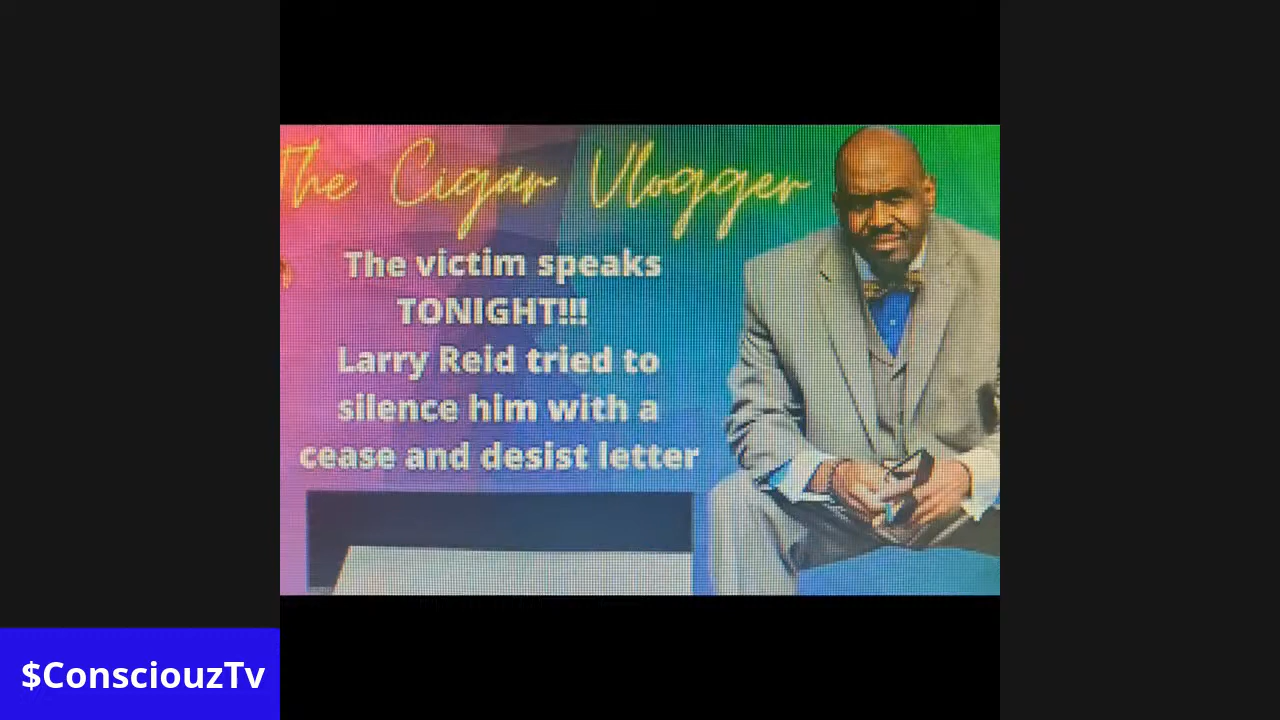 The Cigar Vlogger
The victim speaks
TONIGHT!!!
Larry Reid tried to
silence him with a
cease and desist letter
$ConsciouzTv